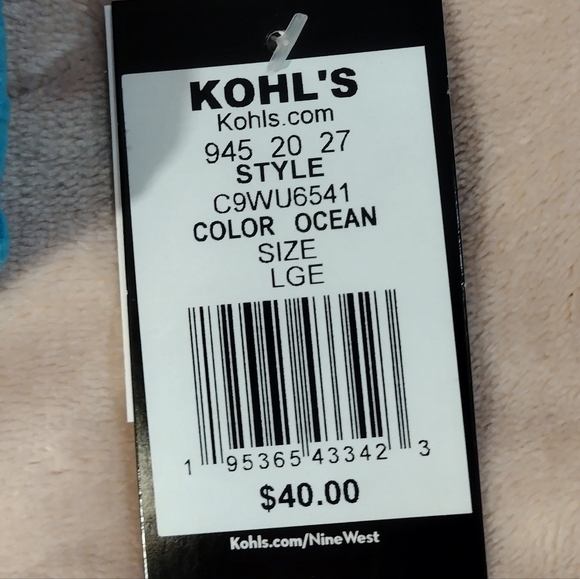 KOHL'S
Kohls.com
945 20 27
STYLE
C9WU6541
COLOR OCEAN
SIZE
LGE
1 95365 43342 3
$40.00
Kohls.com/NineWest